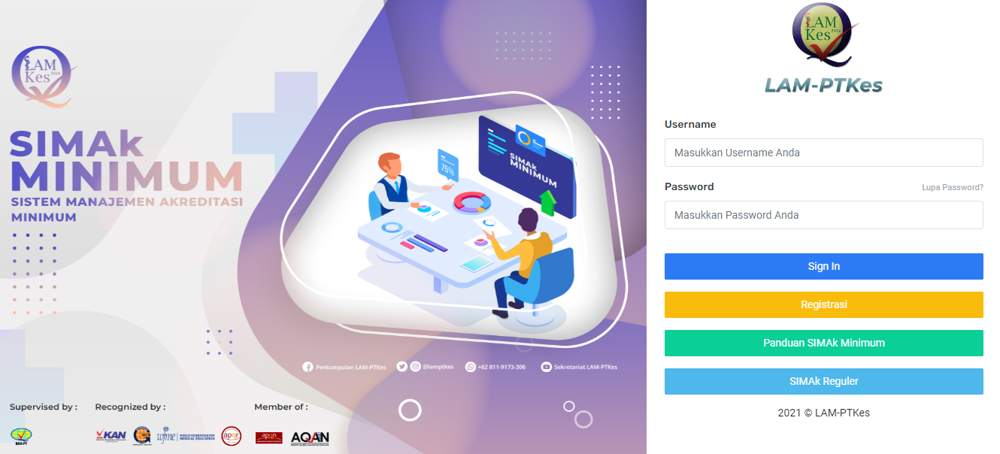 LAM
Kes
2014
SIMAk
MINIMUM
SISTEM MANAJEMEN AKREDITASI
MINIMUM
75%
SIMAk
MINIMUM
Perkumpulan LAM-PTKes
@lamptkes
+62 811-9173-306
Sekretariat LAM-PTKes
Supervised by :
Recognized by :
Member of :
BAN-PT
KAN
wfme
WORLD FEDERATION FOR
MEDICAL EDUCATION
apqr
apqn
AQAN
LAM
Kes
2014
LAM-PTKes
Username
Masukkan Username Anda
Password
Lupa Password?
Masukkan Password Anda
Sign In
Registrasi
Panduan SIMAk Minimum
SIMAk Reguler
2021 © LAM-PTKes